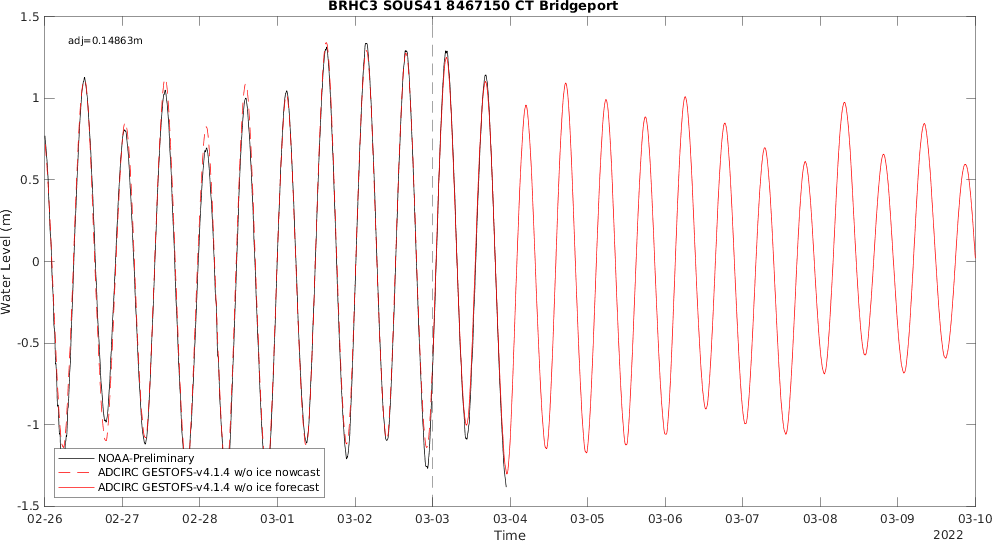 BRHC3 SOUS41 8467150 CT Bridgeport
adj=0.14863m
1.5
1
0.5
0
-0.5
-1
-1.5
Water Level (m)
NOAA-Preliminary
ADCIRC GESTOFS-v4.1.4 w/o ice nowcast
ADCIRC GESTOFS-v4.1.4 w/o ice forecast
02-26 02-27 02-28 03-01 03-02 03-03 03-04 03-05 03-06 03-07 03-08 03-09 03-10
Time
2022